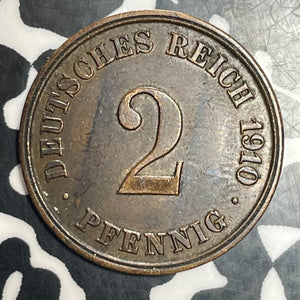 DEUTSCHES REICH 1910
2
· PFENNIG ·